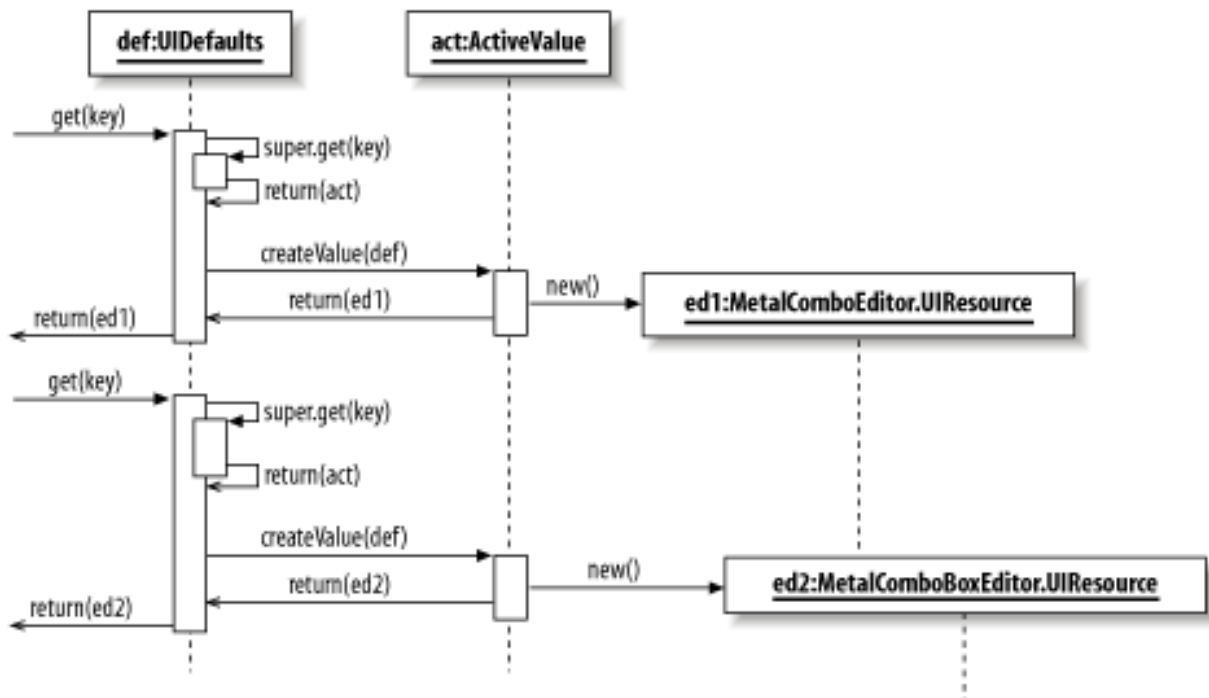 def:UIDefaults
act:ActiveValue
get(key)
super.get(key)
return(act)
createValue(def)
new()
ed1:MetalComboEditor.UIResource
return(ed1)
return(ed1)
get(key)
super.get(key)
return(act)
createValue(def)
new()
ed2:MetalComboBoxEditor.UIResource
return(ed2)
return(ed2)